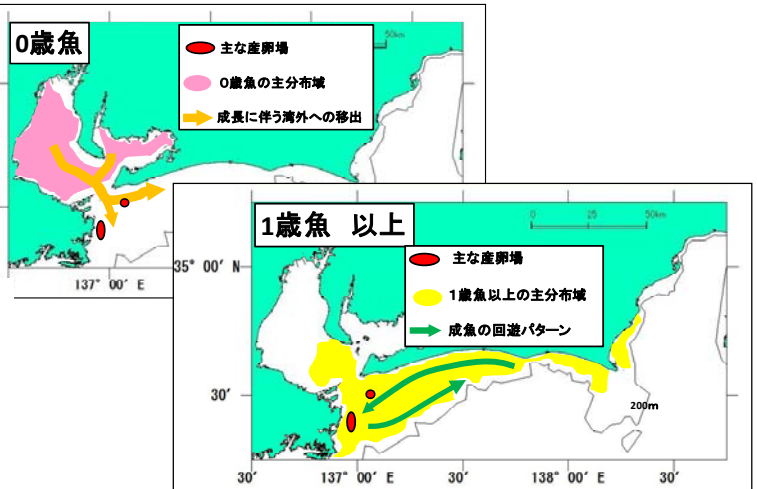 0歳魚
50km
主な産卵場
0歳魚の主分布域
成長に伴う湾外への移出
137° 00′ E
1歳魚 以上
0 25 50km
主な産卵場
1歳魚以上の主分布域
成魚の回遊パターン
35° 00′ N
30′
200m
30′ 137° 00′ E 30′ 138° 00′ E 30′